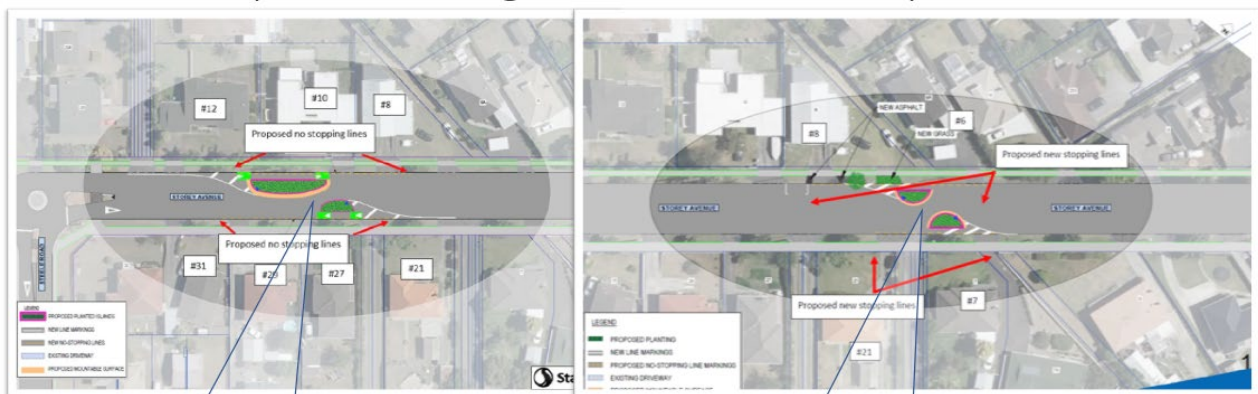 #12
#10
#8
Proposed no stopping lines
STOREY AVENUE
Proposed no stopping lines
#31
#27
#21
LEGEND
PROPOSED PLANTED ISLANDS
NEW LINE MARKINGS
NEW NO-STOPPING LINES
EXISTING DRIVEWAY
PROPOSED MOUNTABLE SURFACE
Sta
NEW ASPHALT
#8
#6
NEW GRASS
Proposed new stopping lines
STOREY AVENUE
STOREY AVENUE
Proposed new stopping lines
#7
#21
LEGEND
PROPOSED PLANTING
NEW LINE MARKINGS
PROPOSED NO-STOPPING LINE MARKINGS
EXISTING DRIVEWAY
1